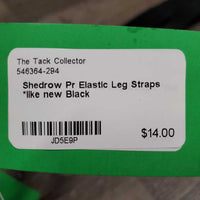 The Tack Collector
546364-294
Shedrow Pr Elastic Leg Straps
*like new Black
$14.00
JD5E9P